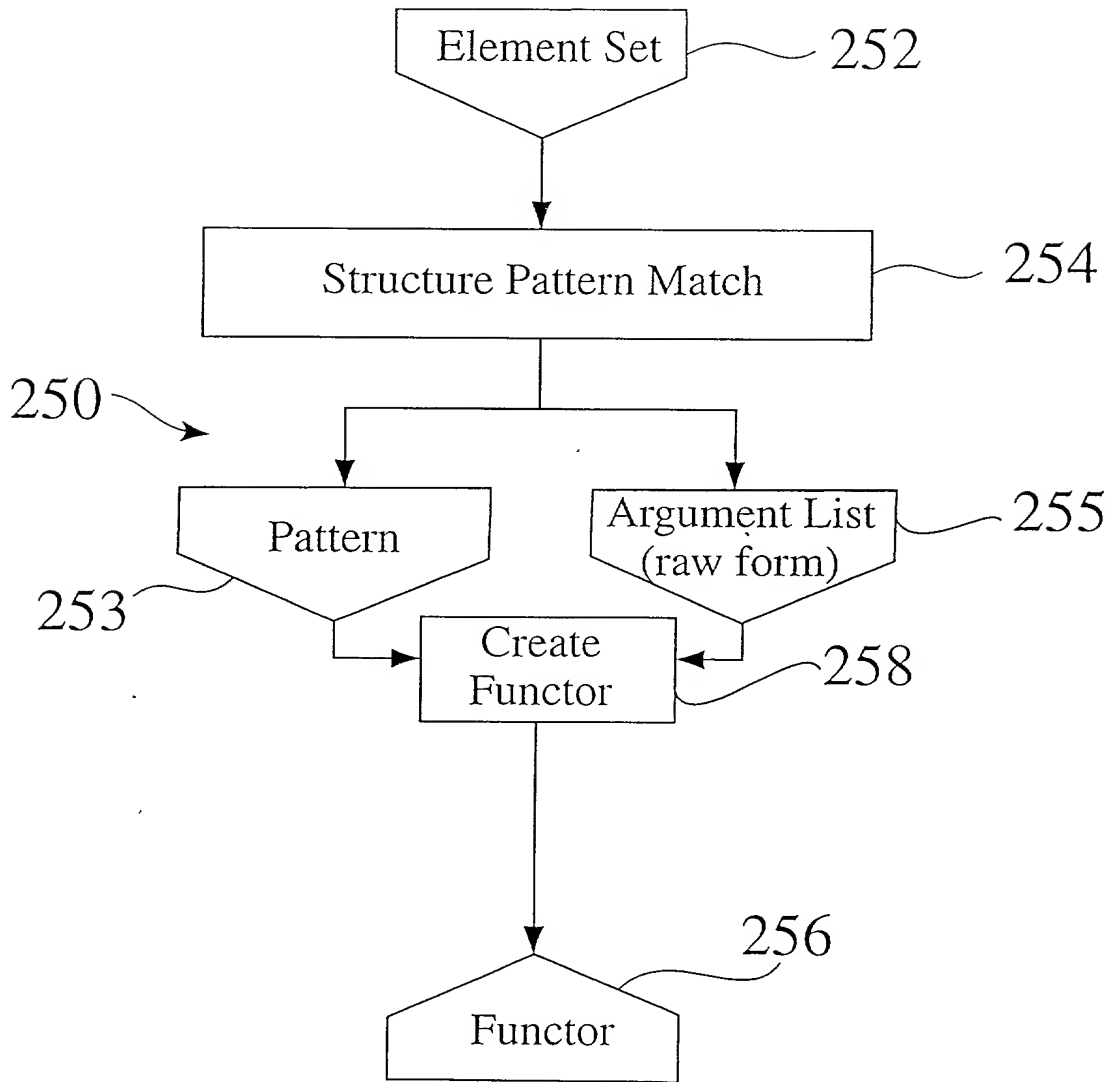 Element Set
252
Structure Pattern Match
254
250
Pattern
Argument List
(raw form)
255
253
Create
Functor
258
256
Functor